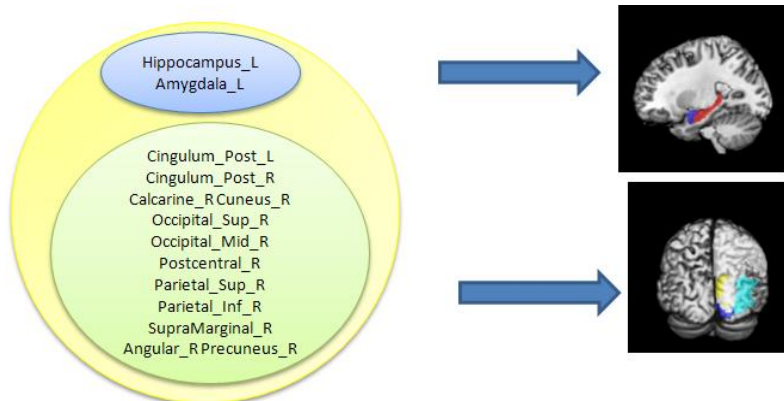 Hippocampus_L
Amygdala_L
Cingulum_Post_L
Cingulum_Post_R
Calcarine_R Cuneus_R
Occipital_Sup_R
Occipital_Mid_R
Postcentral_R
Parietal_Sup_R
Parietal_Inf_R
SupraMarginal_R
Angular_R Precuneus_R